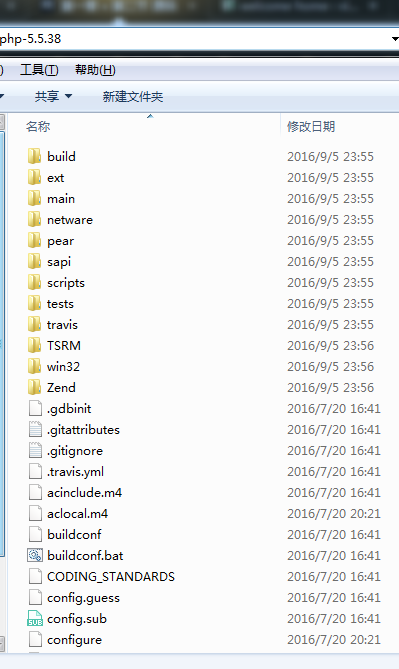 php-5.5.38
) 工具(T) 帮助(H)
共享 新建文件夹
名称 修改日期
build 2016/9/5 23:55
ext 2016/9/5 23:55
main 2016/9/5 23:55
netware 2016/9/5 23:55
pear 2016/9/5 23:55
sapi 2016/9/5 23:55
scripts 2016/9/5 23:55
tests 2016/9/5 23:55
travis 2016/9/5 23:55
TSRM 2016/9/5 23:56
win32 2016/9/5 23:56
Zend 2016/9/5 23:56
.gdbinit 2016/7/20 16:41
.gitattributes 2016/7/20 16:41
.gitignore 2016/7/20 16:41
.travis.yml 2016/7/20 16:41
acinclude.m4 2016/7/20 16:41
aclocal.m4 2016/7/20 20:21
buildconf 2016/7/20 16:41
buildconf.bat 2016/7/20 16:41
CODING_STANDARDS 2016/7/20 16:41
config.guess 2016/7/20 16:41
SUB config.sub 2016/7/20 16:41
configure 2016/7/20 20:21